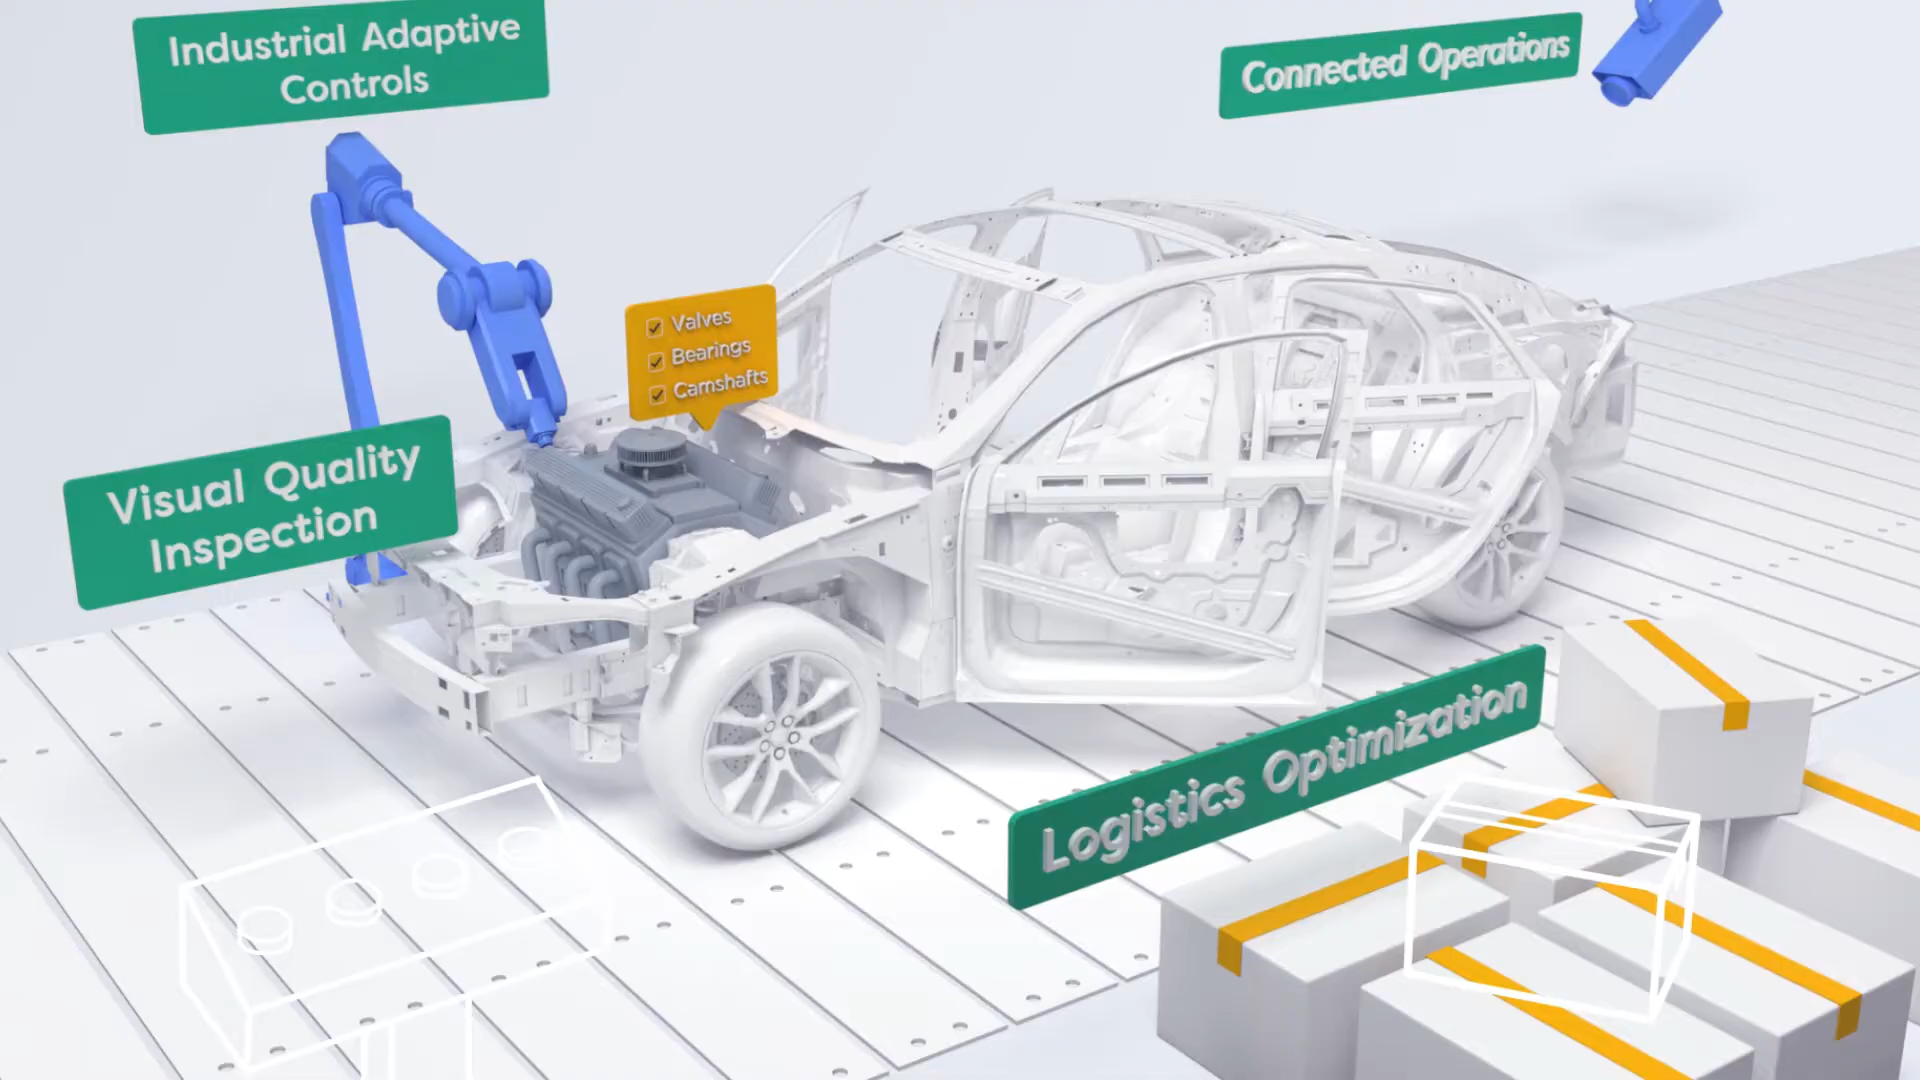 Industrial Adaptive
Controls
Connected Operations
Valves
Bearings
Camshafts
Visual Quality
Inspection
Logistics Optimization